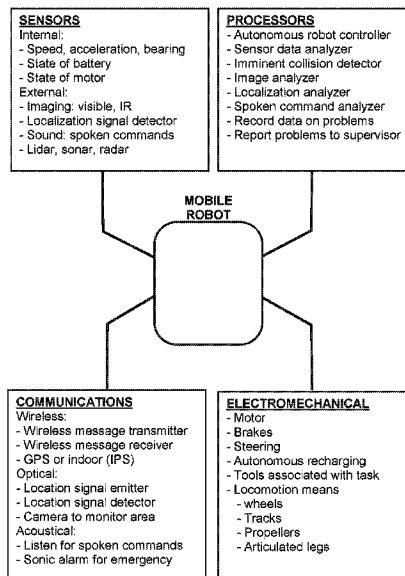 SENSORS
Internal:
- Speed, acceleration, bearing
- State of battery
- State of motor
External:
- Imaging: visible, IR
- Localization signal detector
- Sound: spoken commands
- Lidar, sonar, radar
PROCESSORS
- Autonomous robot controller
- Sensor data analyzer
- Imminent collision detector
- Image analyzer
- Localization analyzer
- Spoken command analyzer
- Record data on problems
- Report problems to supervisor
MOBILE
ROBOT
COMMUNICATIONS
Wireless:
- Wireless message transmitter
- Wireless message receiver
- GPS or indoor (IPS)
Optical:
- Location signal emitter
- Location signal detector
- Camera to monitor area
Acoustical:
- Listen for spoken commands
- Sonic alarm for emergency
ELECTROMECHANICAL
- Motor
- Brakes
- Steering
- Autonomous recharging
- Tools associated with task
- Locomotion means
- wheels
- Tracks
- Propellers
- Articulated legs